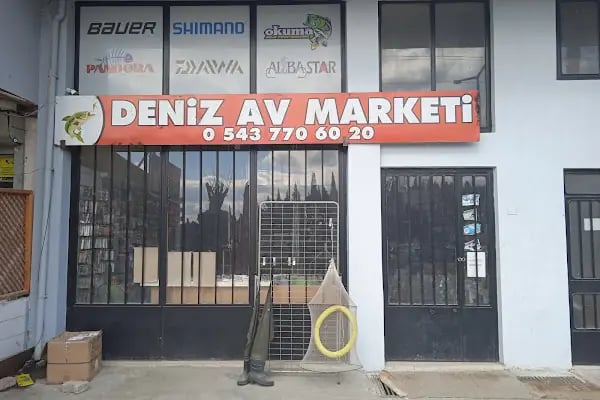 BAUER SHIMANO okuma
PANDORA DAIWA ALBASTAR
DENİZ AV MARKETİ
0 543 770 60 20